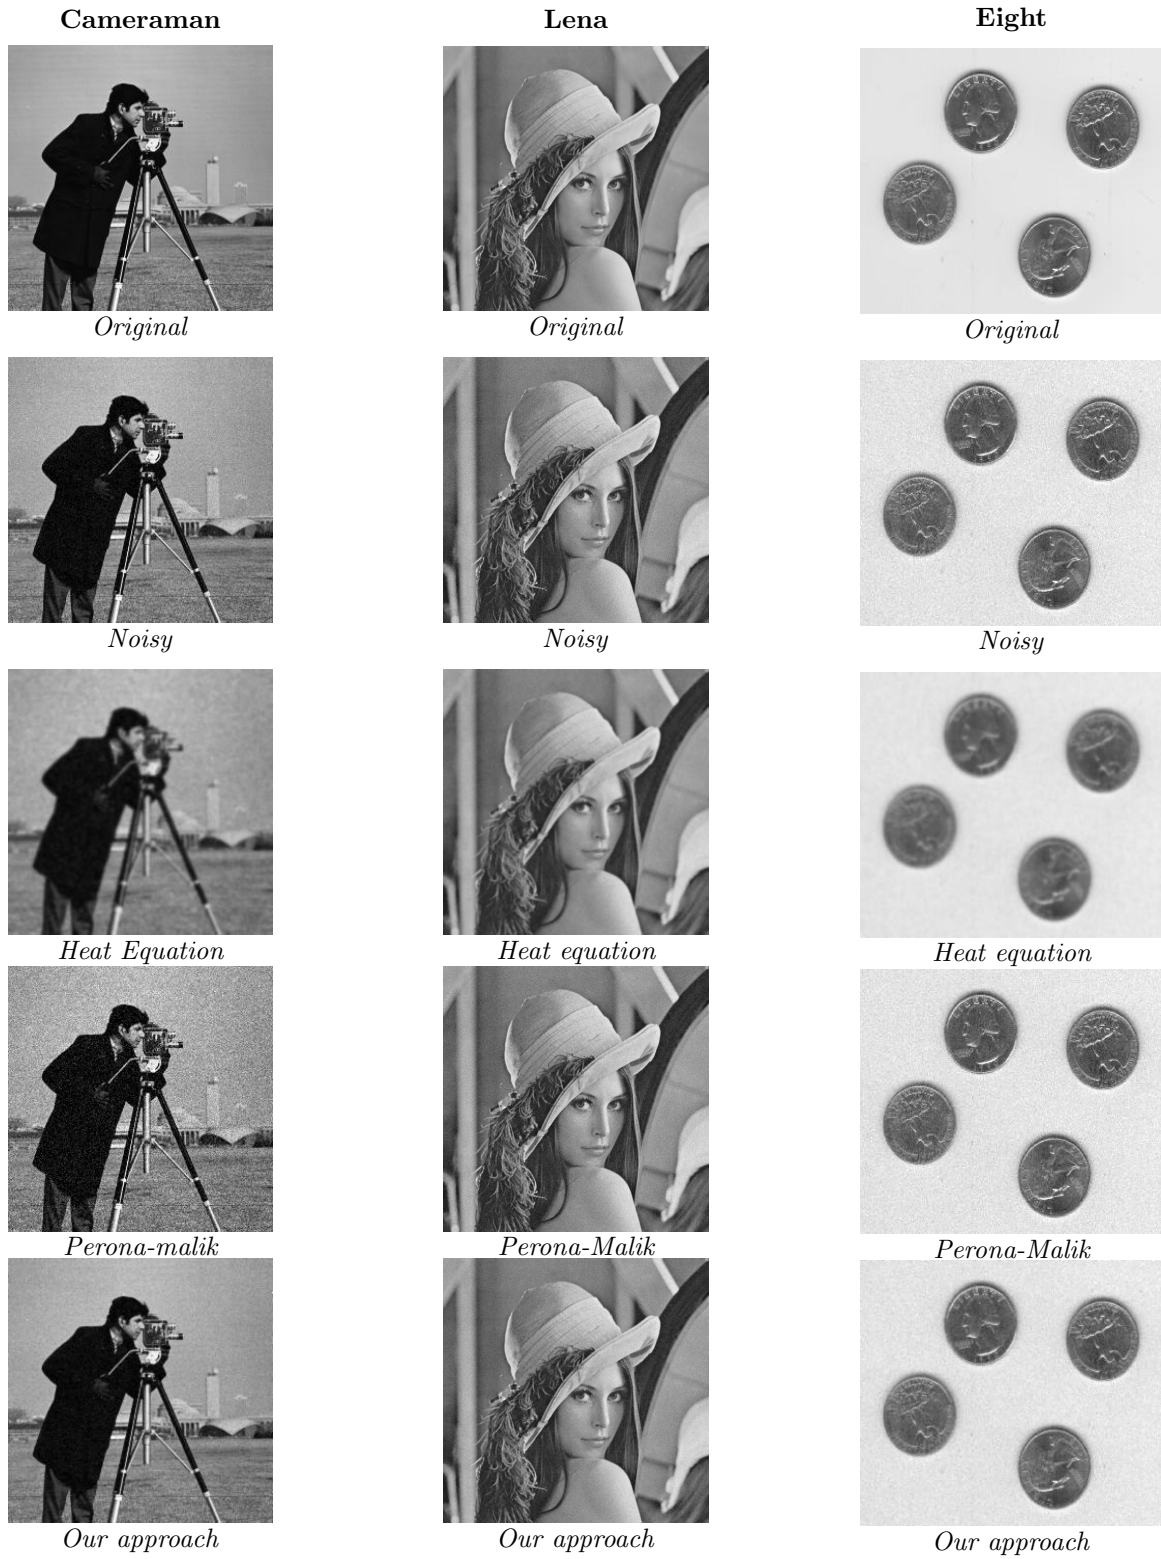 Cameraman Lena Eight
Original Original Original
Noisy Noisy Noisy
Heat Equation Heat equation Heat equation
Perona-malik Perona-Malik Perona-Malik
Our approach Our approach Our approach